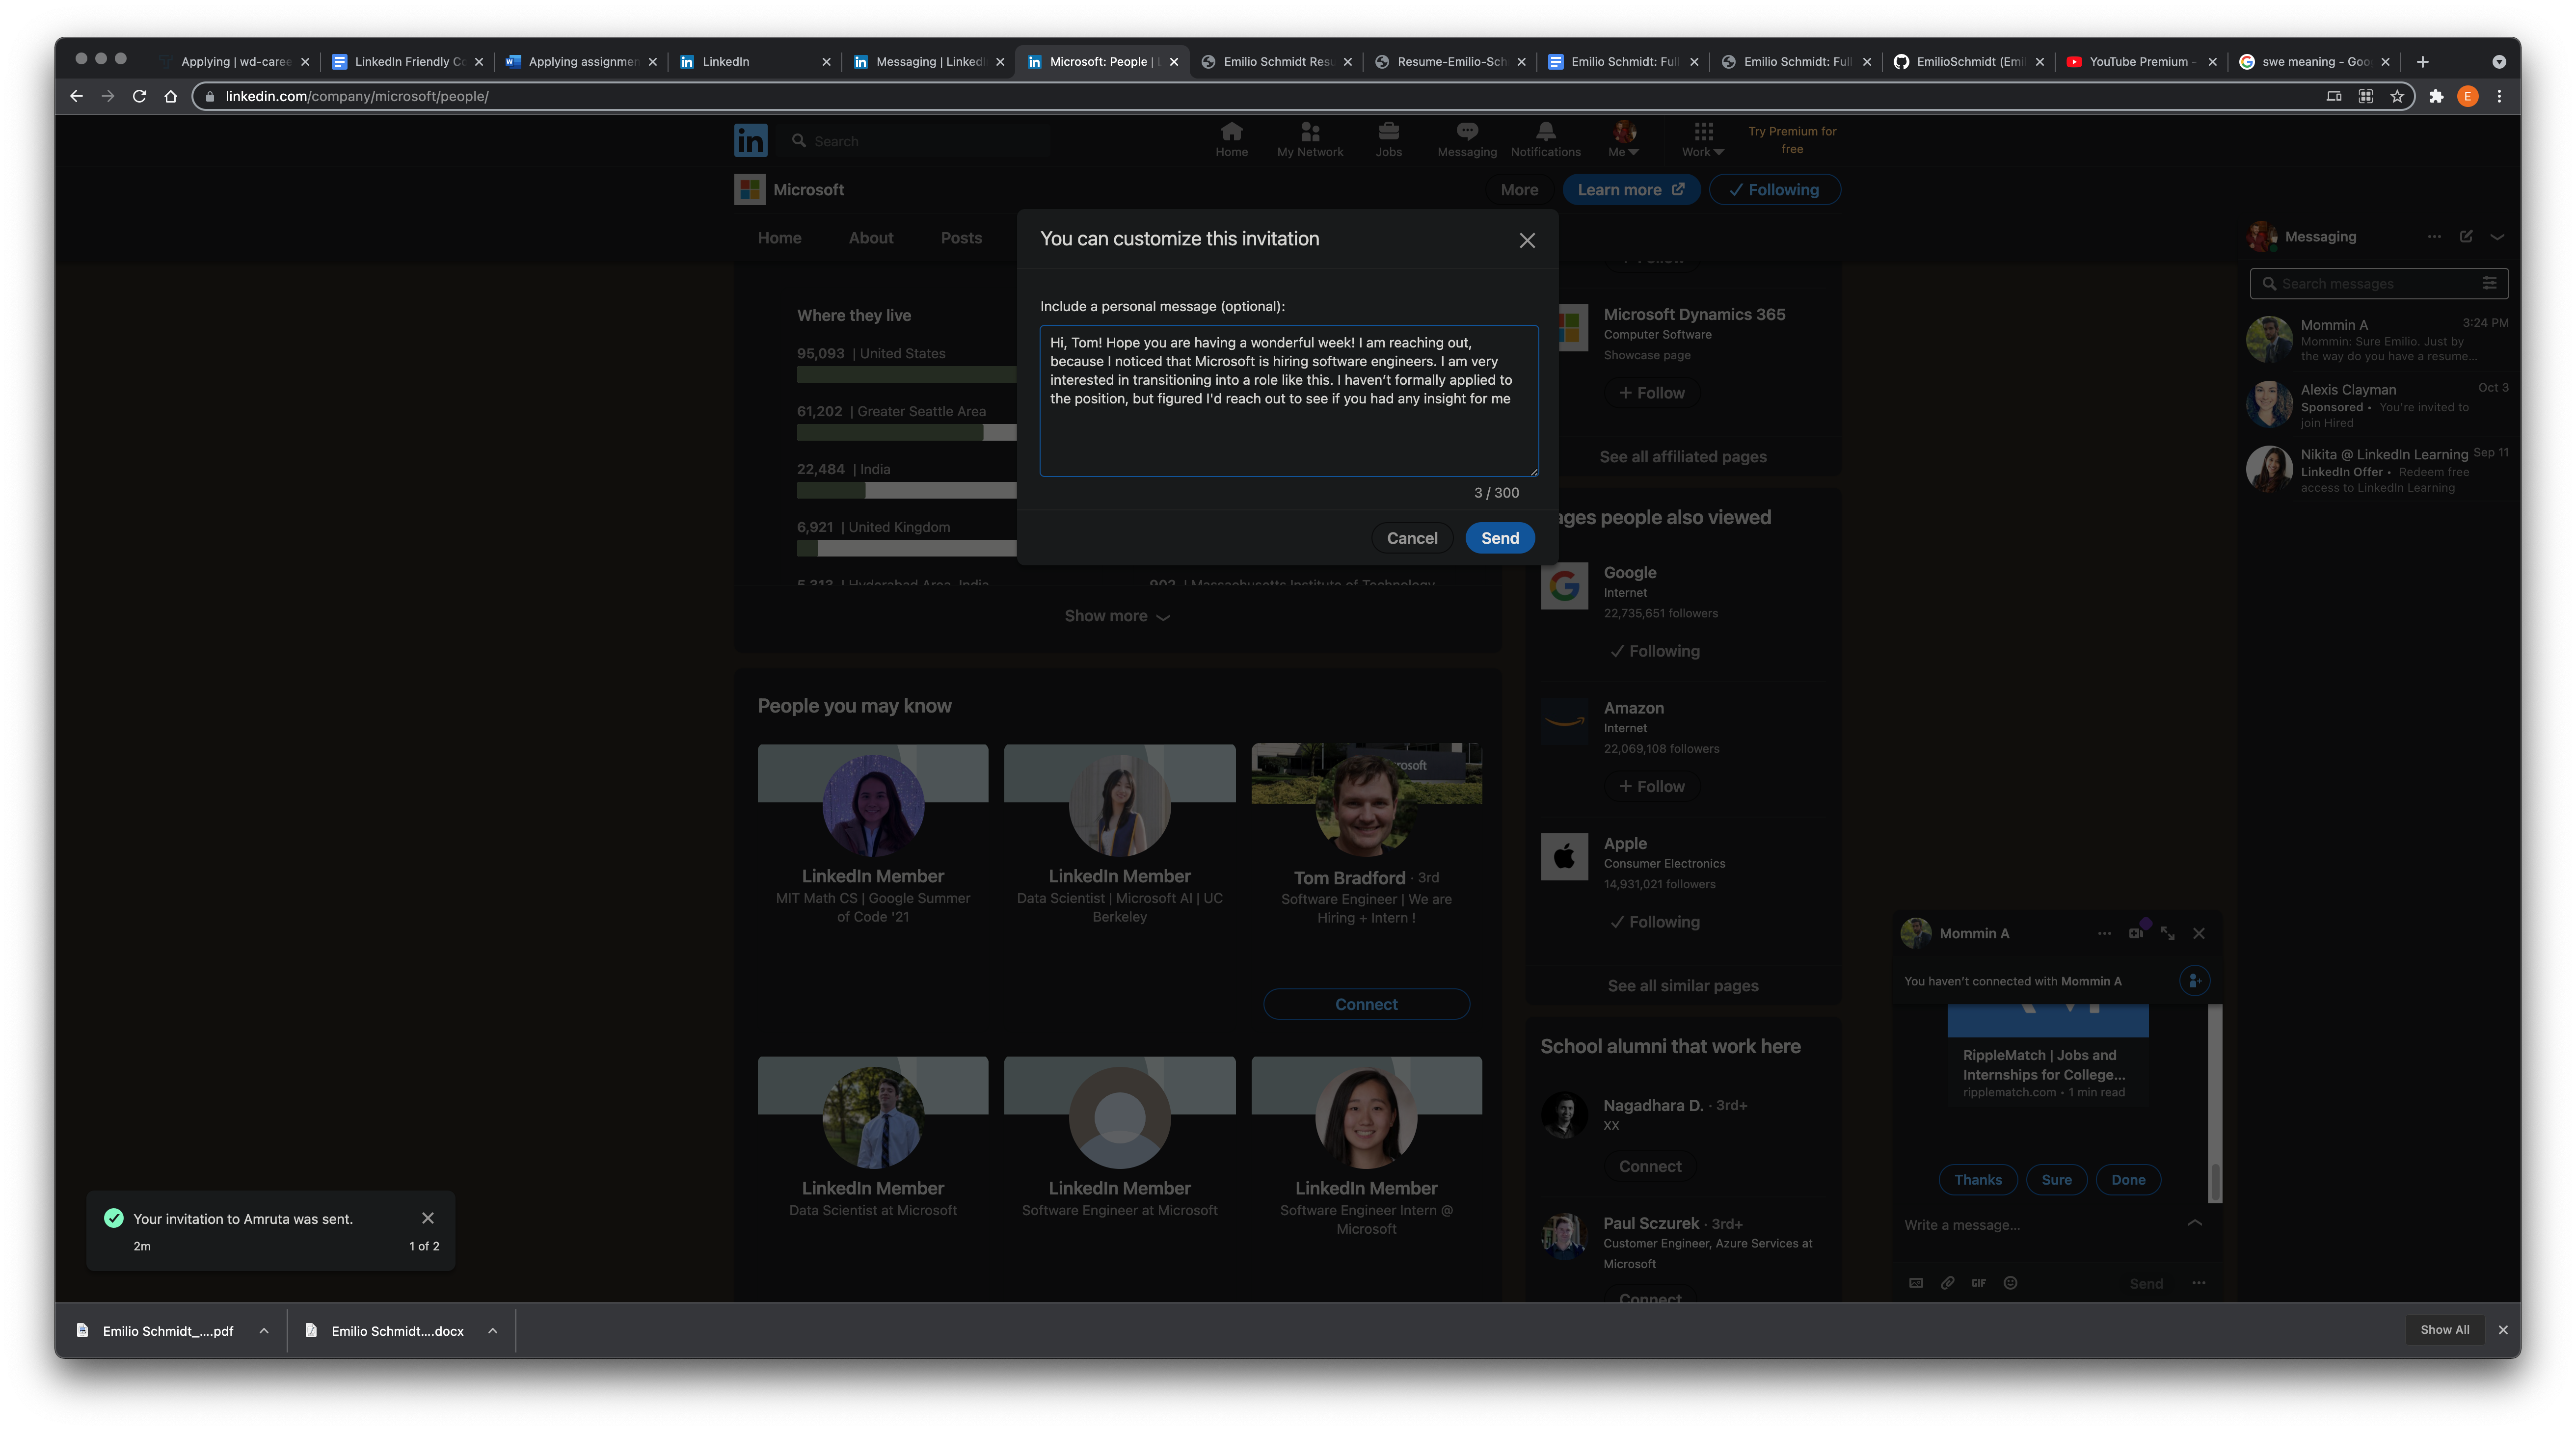 Applying | wd-caree
LinkedIn Friendly Co
Applying assignmen
LinkedIn
Messaging | LinkedI
Microsoft: People | L
Emilio Schmidt Resu
Resume-Emilio-Sch
Emilio Schmidt: Full
Emilio Schmidt: Full
EmilioSchmidt (Emil
YouTube Premium -
swe meaning - Goo
linkedin.com/company/microsoft/people/
E
in
Search
Home
My Network
Jobs
Messaging
Notifications
Me
Work
Try Premium for
free
Microsoft
More
Learn more
Following
Home
About
Posts
You can customize this invitation
Include a personal message (optional):
Hi, Tom! Hope you are having a wonderful week! I am reaching out,
because I noticed that Microsoft is hiring software engineers. I am very
interested in transitioning into a role like this. I haven’t formally applied to
the position, but figured I'd reach out to see if you had any insight for me
3 / 300
Cancel
Send
Where they live
95,093 | United States
61,202 | Greater Seattle Area
22,484 | India
6,921 | United Kingdom
5,313 | Hyderabad Area, India
902 | Massachusetts Institute of Technology
Show more
People you may know
LinkedIn Member
MIT Math CS | Google Summer
of Code '21
LinkedIn Member
Data Scientist | Microsoft AI | UC
Berkeley
rosoft
Tom Bradford · 3rd
Software Engineer | We are
Hiring + Intern !
Connect
LinkedIn Member
Data Scientist at Microsoft
LinkedIn Member
Software Engineer at Microsoft
LinkedIn Member
Software Engineer Intern @
Microsoft
+ Follow
Microsoft Dynamics 365
Computer Software
Showcase page
+ Follow
See all affiliated pages
ages people also viewed
Google
Internet
22,735,651 followers
Following
Amazon
Internet
22,069,108 followers
+ Follow
Apple
Consumer Electronics
14,931,021 followers
Following
See all similar pages
School alumni that work here
Nagadhara D. · 3rd+
XX
Connect
Paul Sczurek · 3rd+
Customer Engineer, Azure Services at
Microsoft
Connect
Messaging
Search messages
Mommin A 3:24 PM
Mommin: Sure Emilio. Just by
the way do you have a resume...
Alexis Clayman Oct 3
Sponsored • You're invited to
join Hired
Nikita @ LinkedIn Learning Sep 11
LinkedIn Offer • Redeem free
access to LinkedIn Learning
Mommin A
You haven't connected with Mommin A
RippleMatch | Jobs and
Internships for College...
ripplematch.com • 1 min read
Thanks
Sure
Done
Write a message...
GIF
Send
Your invitation to Amruta was sent.
2m
1 of 2
Emilio Schmidt_....pdf
Emilio Schmidt....docx
Show All